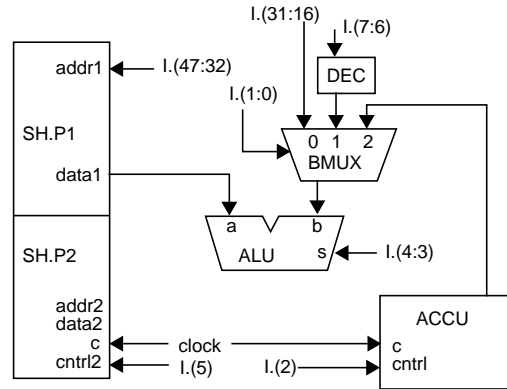 I.(31:16)
I.(7:6)
addr1
I.(47:32)
DEC
I.(1:0)
SH.P1
0 1 2
BMUX
data1
a b
SH.P2
s
ALU
I.(4:3)
addr2
data2
ACCU
c
clock
c
cntrl2
I.(5)
I.(2)
cntrl